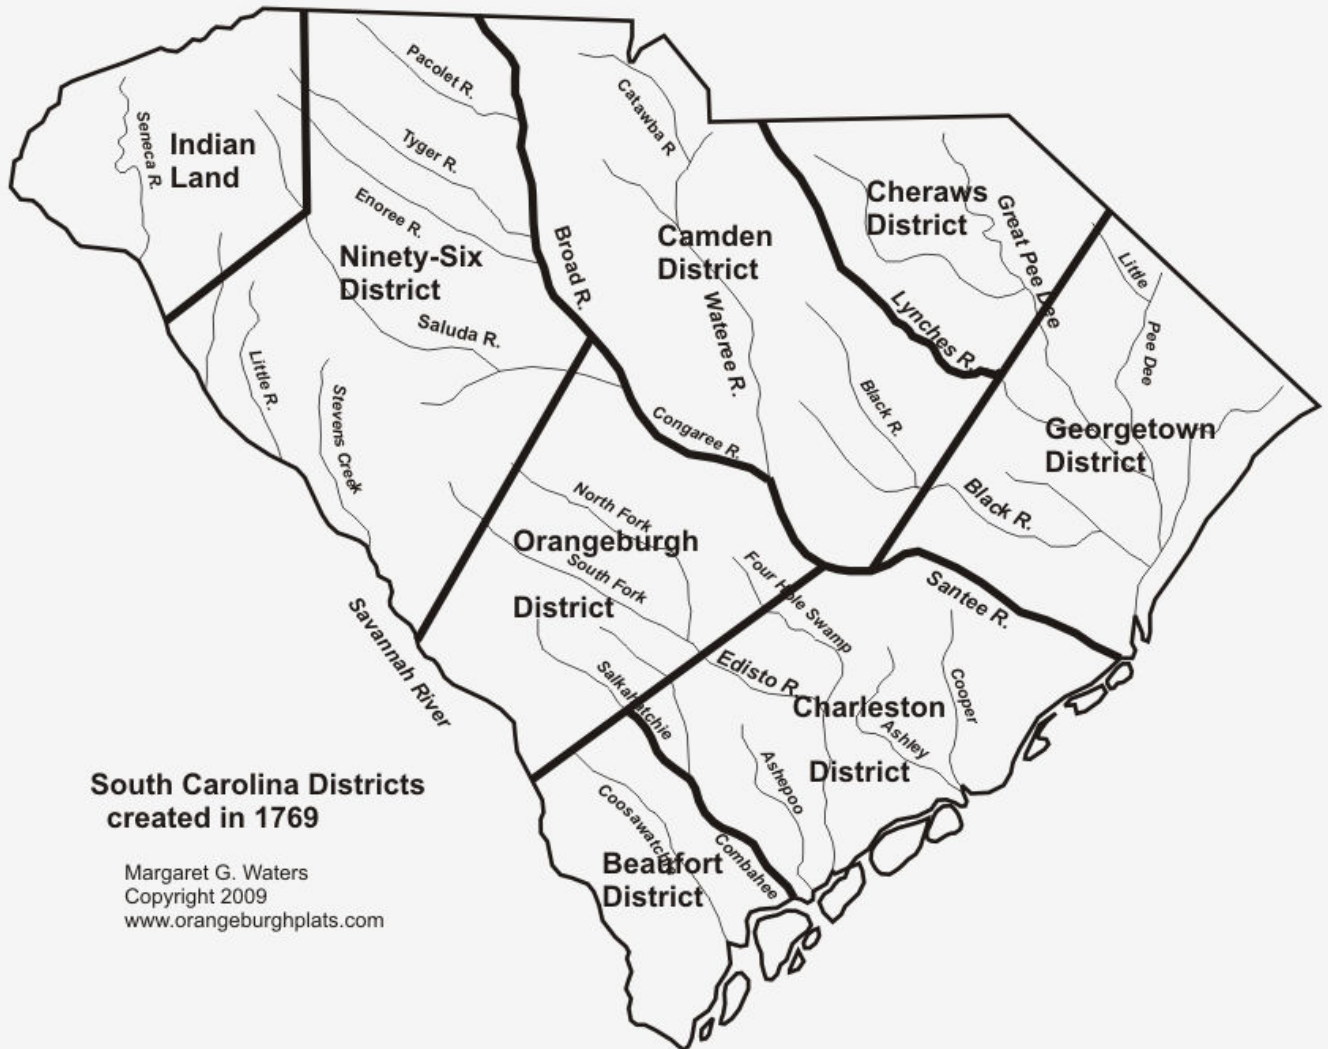 Pacolet R.
Catawba R
Seneca R.
Indian
Land
Tyger R.
Enoree R.
Cheraws
District
Great Pee Dee
Ninety-Six
District
Broad R.
Camden
District
Little
Pee Dee
Saluda R.
Wateree R.
Lynches R.
Little R.
Stevens Creek
Black R.
Congaree R.
Georgetown
District
North Fork
Orangeburgh
District
South Fork
Black R.
Four Hole Swamp
Santee R.
Savannah River
Salkahatchie
Edisto R.
Cooper
Charleston
District
Ashley
Ashepoo
South Carolina Districts
created in 1769
Coosawatchie
Combahee
Beaufort
District
Margaret G. Waters
Copyright 2009
www.orangeburghplats.com